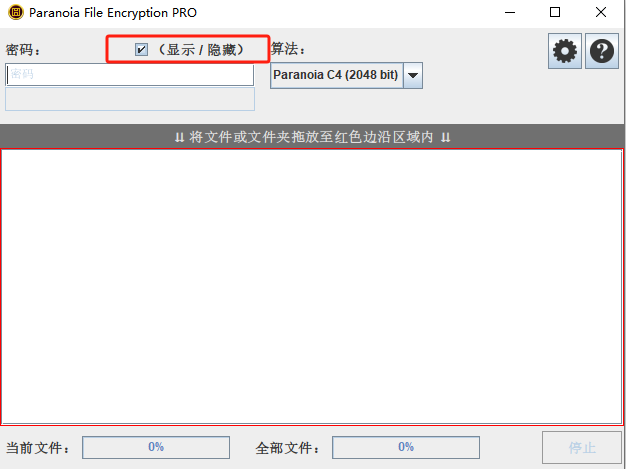 Paranoia File Encryption PRO
密码： （显示 / 隐藏） 算法：
密码 Paranoia C4 (2048 bit)
⇊ 将文件或文件夹拖放至红色边沿区域内 ⇊
当前文件： 0% 全部文件： 0% 停止